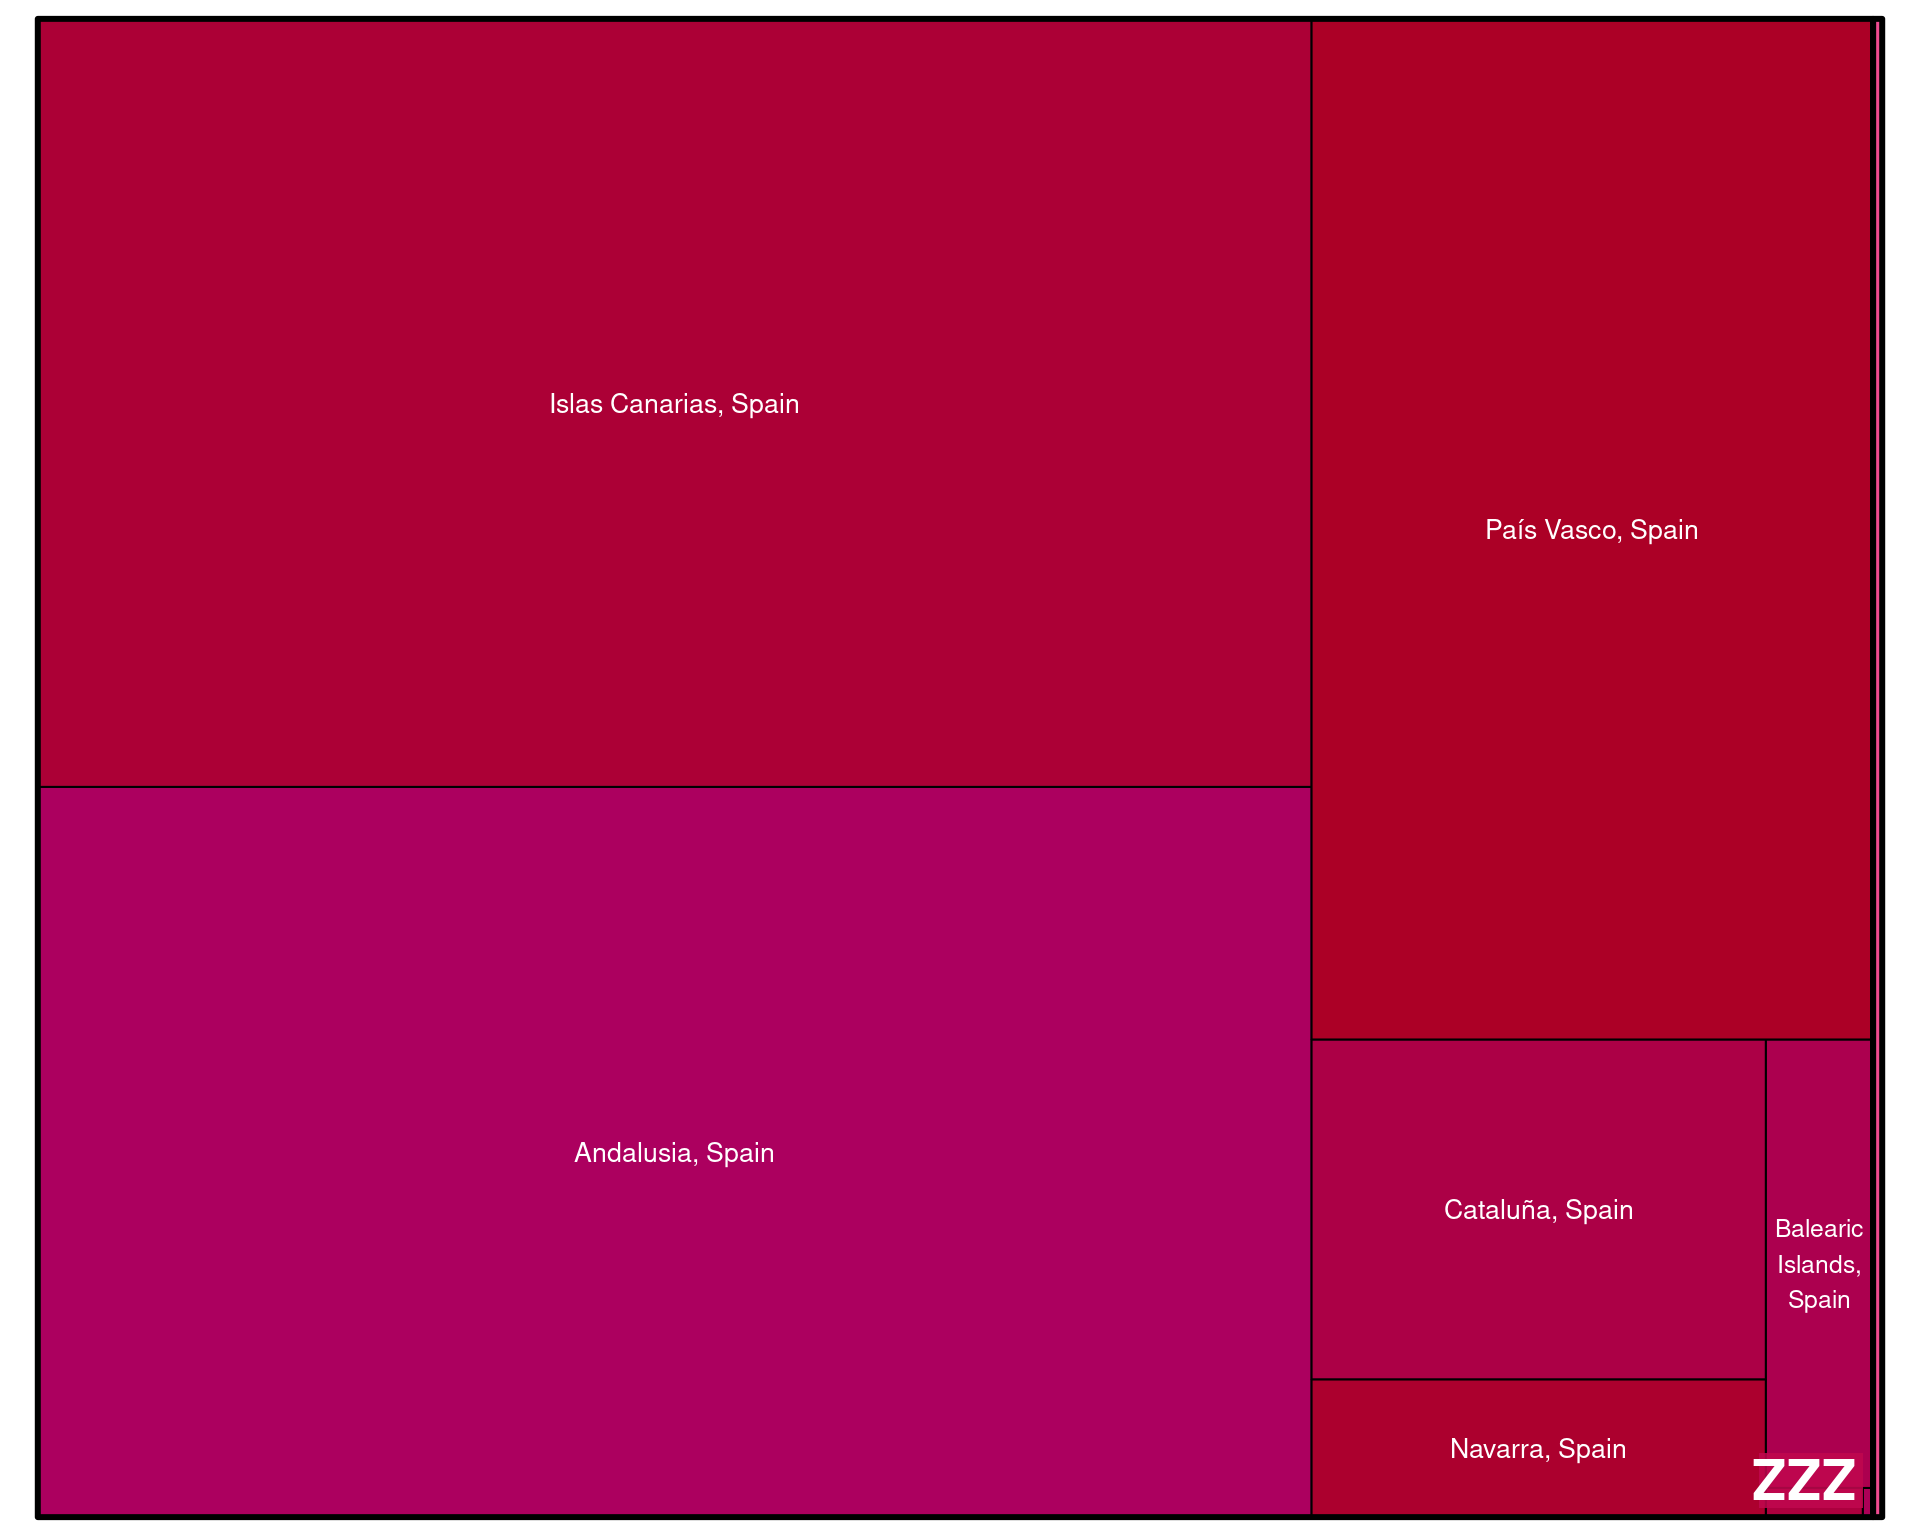 Islas Canarias, Spain
País Vasco, Spain
Andalusia, Spain
Cataluña, Spain
Balearic
Islands,
Spain
Navarra, Spain
ZZZ